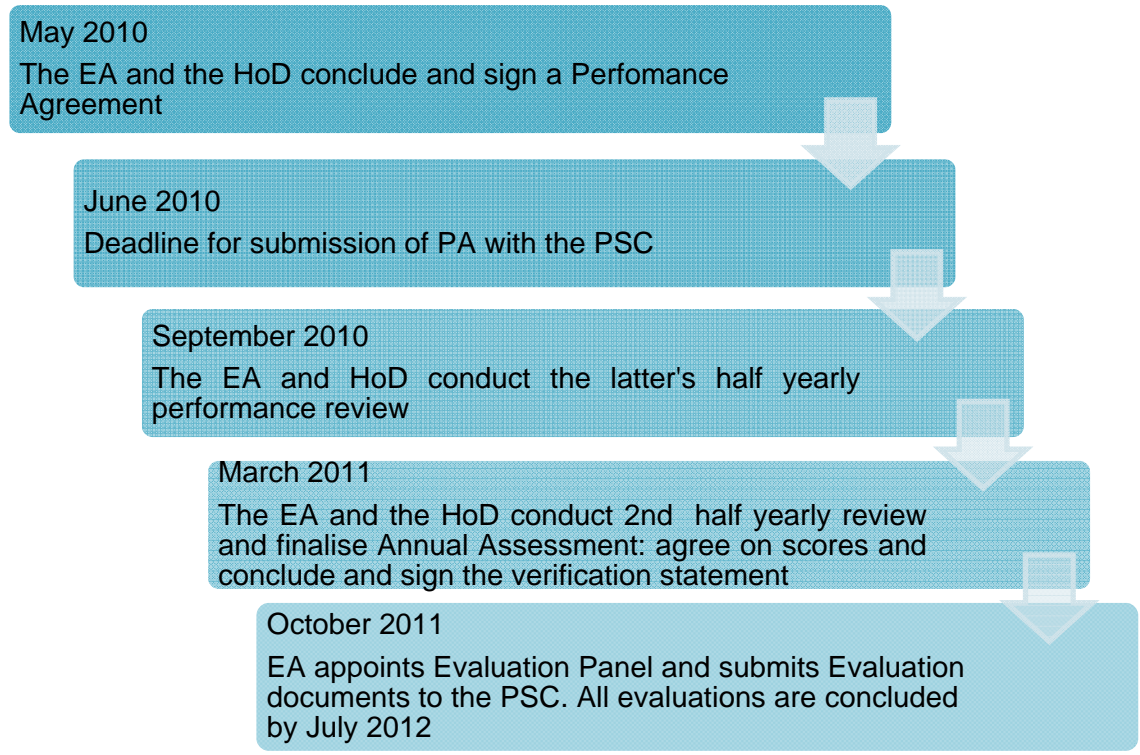 May 2010
The EA and the HoD conclude and sign a Perfomance
Agreement
June 2010
Deadline for submission of PA with the PSC
September 2010
The EA and HoD conduct the latter's half yearly
performance review
March 2011
The EA and the HoD conduct 2nd half yearly review
and finalise Annual Assessment: agree on scores and
conclude and sign the verification statement
October 2011
EA appoints Evaluation Panel and submits Evaluation
documents to the PSC. All evaluations are concluded
by July 2012